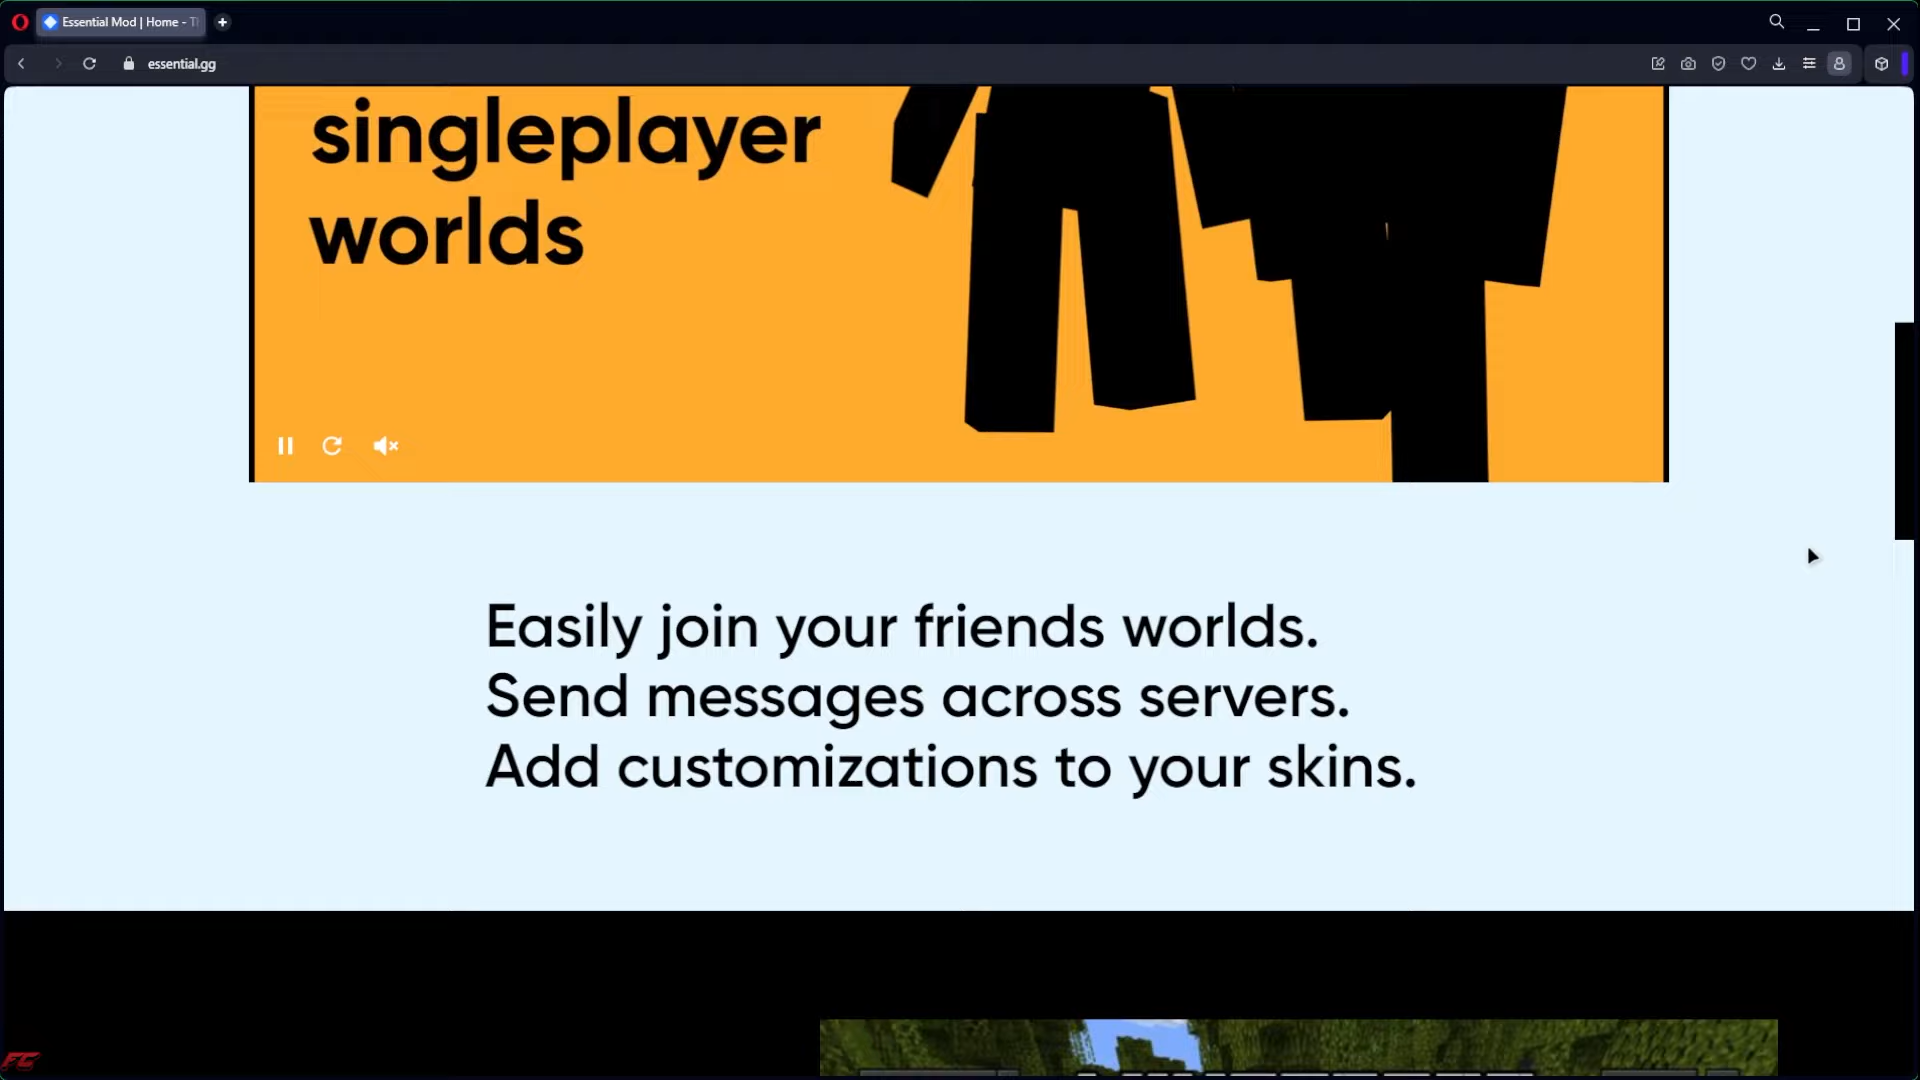 Essential Mod | Home - T
essential.gg
singleplayer
worlds
Easily join your friends worlds.
Send messages across servers.
Add customizations to your skins.
FC